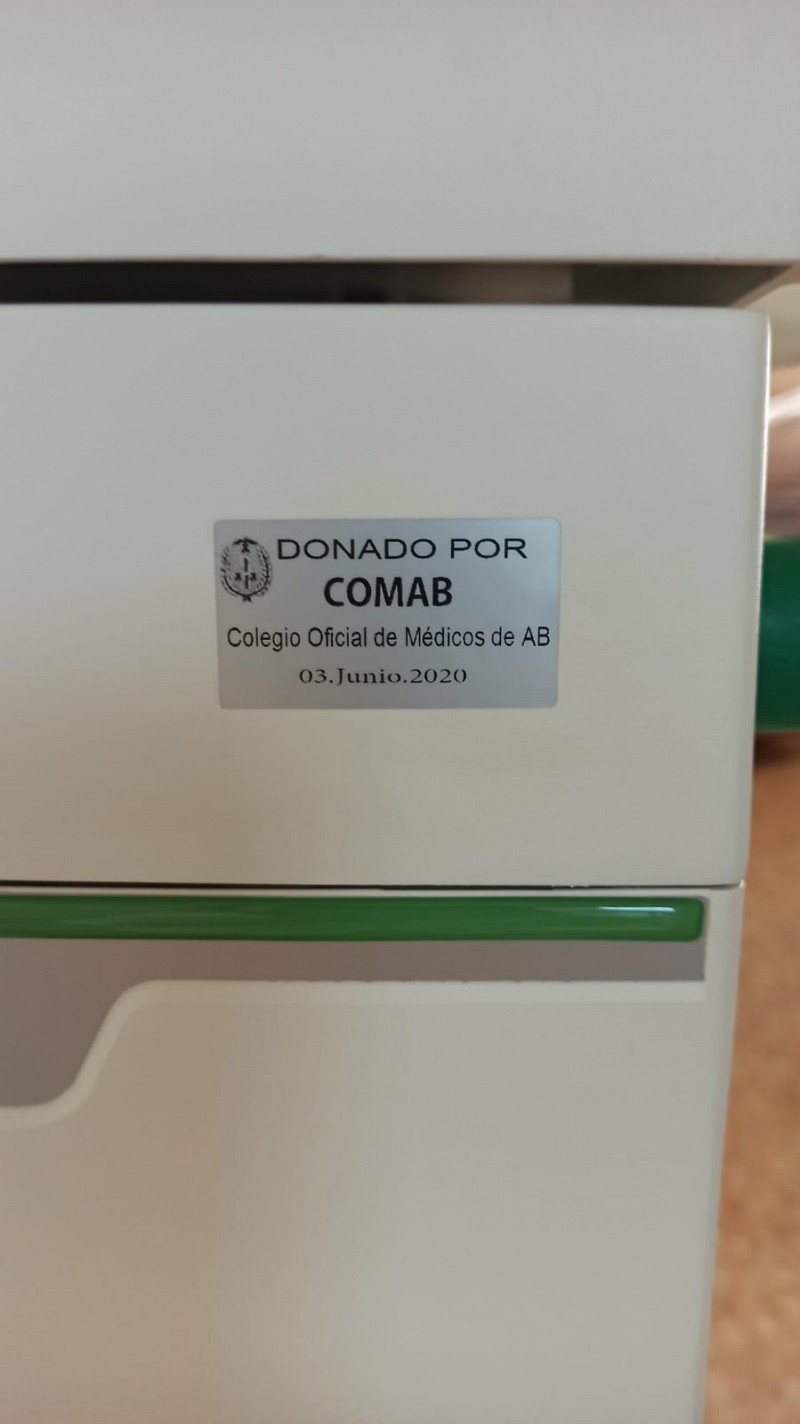 DONADO POR
COMAB
Colegio Oficial de Médicos de AB
03.Junio.2020